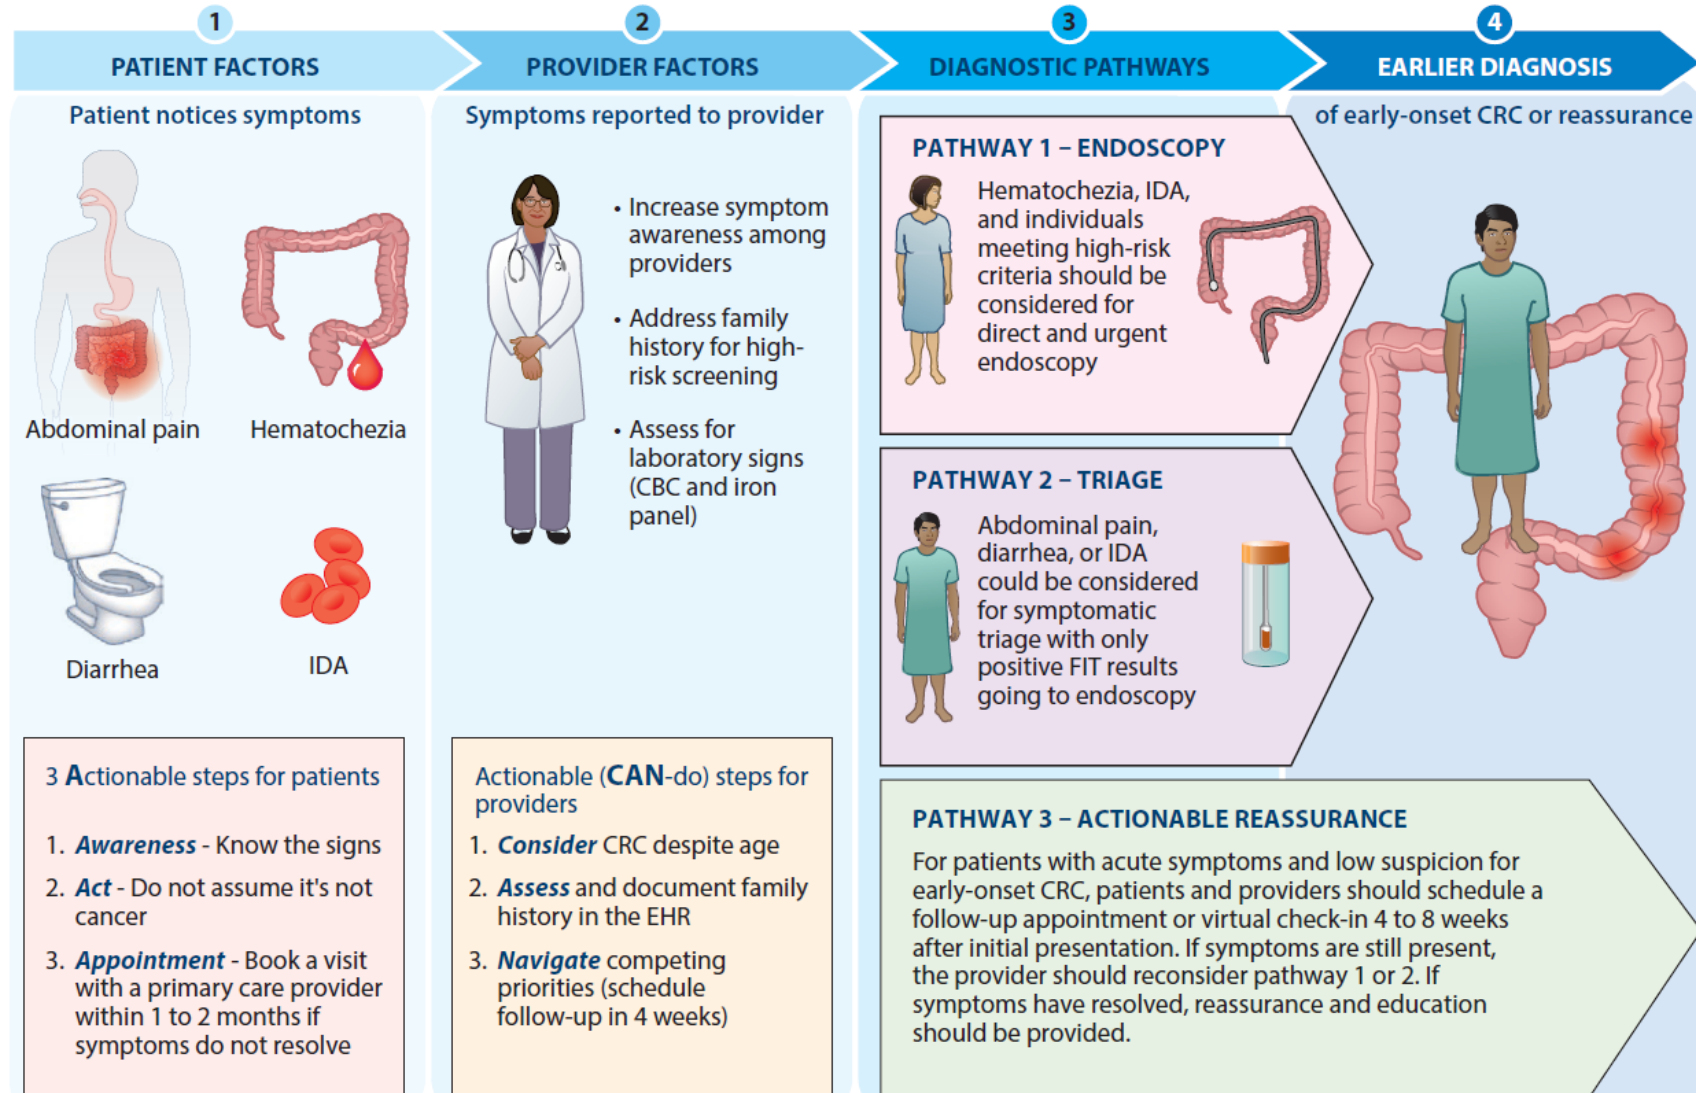 1
PATIENT FACTORS
Patient notices symptoms
Abdominal pain
Hematochezia
Diarrhea
IDA
3 Actionable steps for patients
1. Awareness - Know the signs
2. Act - Do not assume it's not
cancer
3. Appointment - Book a visit
with a primary care provider
within 1 to 2 months if
symptoms do not resolve
2
PROVIDER FACTORS
Symptoms reported to provider
• Increase symptom
awareness among
providers
• Address family
history for high-
risk screening
• Assess for
laboratory signs
(CBC and iron
panel)
Actionable (CAN-do) steps for
providers
1. Consider CRC despite age
2. Assess and document family
history in the EHR
3. Navigate competing
priorities (schedule
follow-up in 4 weeks)
3
DIAGNOSTIC PATHWAYS
PATHWAY 1 – ENDOSCOPY
Hematochezia, IDA,
and individuals
meeting high-risk
criteria should be
considered for
direct and urgent
endoscopy
PATHWAY 2 – TRIAGE
Abdominal pain,
diarrhea, or IDA
could be considered
for symptomatic
triage with only
positive FIT results
going to endoscopy
PATHWAY 3 – ACTIONABLE REASSURANCE
For patients with acute symptoms and low suspicion for
early-onset CRC, patients and providers should schedule a
follow-up appointment or virtual check-in 4 to 8 weeks
after initial presentation. If symptoms are still present,
the provider should reconsider pathway 1 or 2. If
symptoms have resolved, reassurance and education
should be provided.
4
EARLIER DIAGNOSIS
of early-onset CRC or reassurance